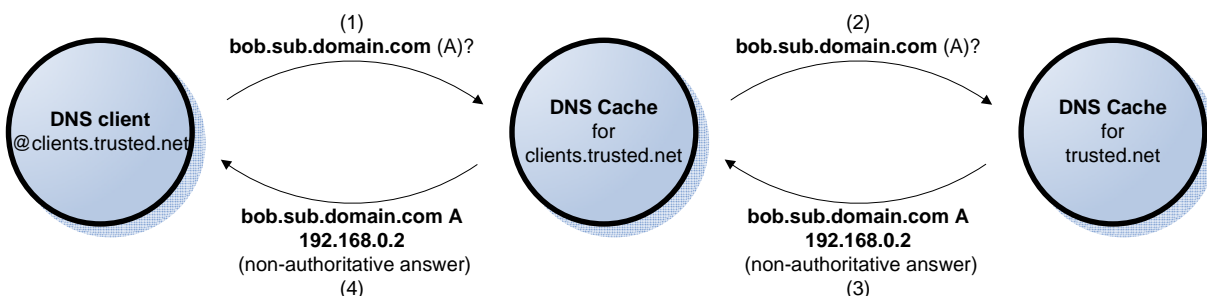 (1)
bob.sub.domain.com (A)?
(2)
bob.sub.domain.com (A)?
DNS client
@clients.trusted.net
DNS Cache
for
clients.trusted.net
DNS Cache
for
trusted.net
bob.sub.domain.com A
192.168.0.2
(non-authoritative answer)
(4)
bob.sub.domain.com A
192.168.0.2
(non-authoritative answer)
(3)